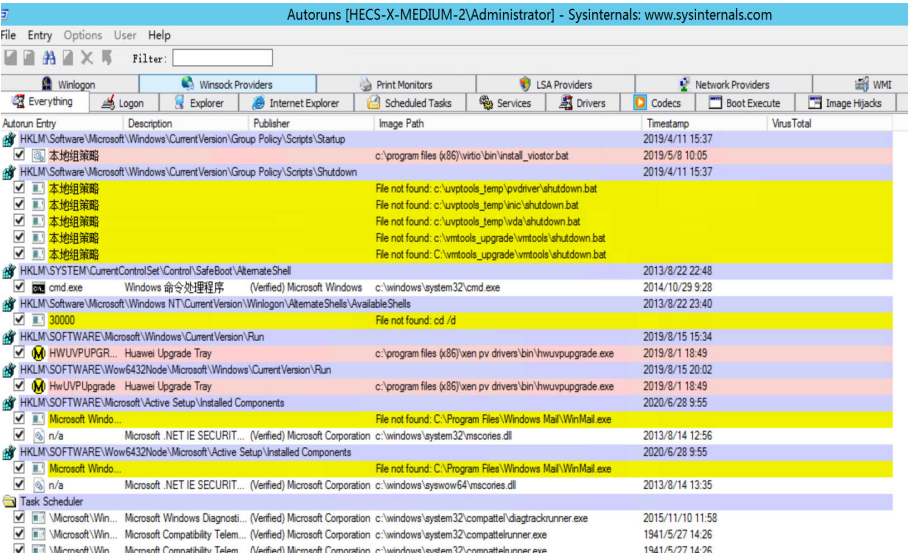 Autoruns [HECS-X-MEDIUM-2\Administrator] - Sysinternals: www.sysinternals.com
File Entry Options User Help
Filter:
Winlogon Winsock Providers Print Monitors LSA Providers Network Providers WMI
Everything Logon Explorer Internet Explorer Scheduled Tasks Services Drivers Codecs Boot Execute Image Hijacks
Autorun Entry Description Publisher Image Path Timestamp VirusTotal
HKLM\Software\Microsoft\Windows\CurrentVersion\Group Policy\Scripts\Startup 2019/4/11 15:37
本地组策略 c:\program files (x86)\virtio\bin\install_viostor.bat 2019/5/8 10:05
HKLM\Software\Microsoft\Windows\CurrentVersion\Group Policy\Scripts\Shutdown 2019/4/11 15:37
本地组策略 File not found: c:\uvptools_temp\pvdriver\shutdown.bat
本地组策略 File not found: c:\uvptools_temp\inic\shutdown.bat
本地组策略 File not found: c:\uvptools_temp\vda\shutdown.bat
本地组策略 File not found: c:\vmtools_upgrade\vmtools\shutdown.bat
本地组策略 File not found: C:\vmtools_upgrade\vmtools\shutdown.bat
HKLM\SYSTEM\CurrentControlSet\Control\SafeBoot\AlternateShell 2013/8/22 22:48
cmd.exe Windows 命令处理程序 (Verified) Microsoft Windows c:\windows\system32\cmd.exe 2014/10/29 9:28
HKLM\Software\Microsoft\Windows NT\CurrentVersion\Winlogon\AlternateShells\AvailableShells 2013/8/22 23:40
30000 File not found: cd /d
HKLM\SOFTWARE\Microsoft\Windows\CurrentVersion\Run 2019/8/15 15:34
HWUVPUPGR... Huawei Upgrade Tray c:\program files (x86)\xen pv drivers\bin\hwuvpupgrade.exe 2019/8/1 18:49
HKLM\SOFTWARE\Wow6432Node\Microsoft\Windows\CurrentVersion\Run 2019/8/15 20:02
HwUVPUpgrade Huawei Upgrade Tray c:\program files (x86)\xen pv drivers\bin\hwuvpupgrade.exe 2019/8/1 18:49
HKLM\SOFTWARE\Microsoft\Active Setup\Installed Components 2020/6/28 9:55
Microsoft Windo... File not found: C:\Program Files\Windows Mail\WinMail.exe
n/a Microsoft .NET IE SECURIT... (Verified) Microsoft Corporation c:\windows\system32\mscories.dll 2013/8/14 12:56
HKLM\SOFTWARE\Wow6432Node\Microsoft\Active Setup\Installed Components 2020/6/28 9:55
Microsoft Windo... File not found: C:\Program Files\Windows Mail\WinMail.exe
n/a Microsoft .NET IE SECURIT... (Verified) Microsoft Corporation c:\windows\syswow64\mscories.dll 2013/8/14 13:35
Task Scheduler
\Microsoft\Win... Microsoft Windows Diagnosti... (Verified) Microsoft Corporation c:\windows\system32\compattel\diagtrackrunner.exe 2015/11/10 11:58
\Microsoft\Win... Microsoft Compatibility Telem... (Verified) Microsoft Corporation c:\windows\system32\compattelrunner.exe 1941/5/27 14:26
\Microsoft\Win... Microsoft Compatibility Telem... (Verified) Microsoft Corporation c:\windows\system32\compattelrunner.exe 1941/5/27 14:26